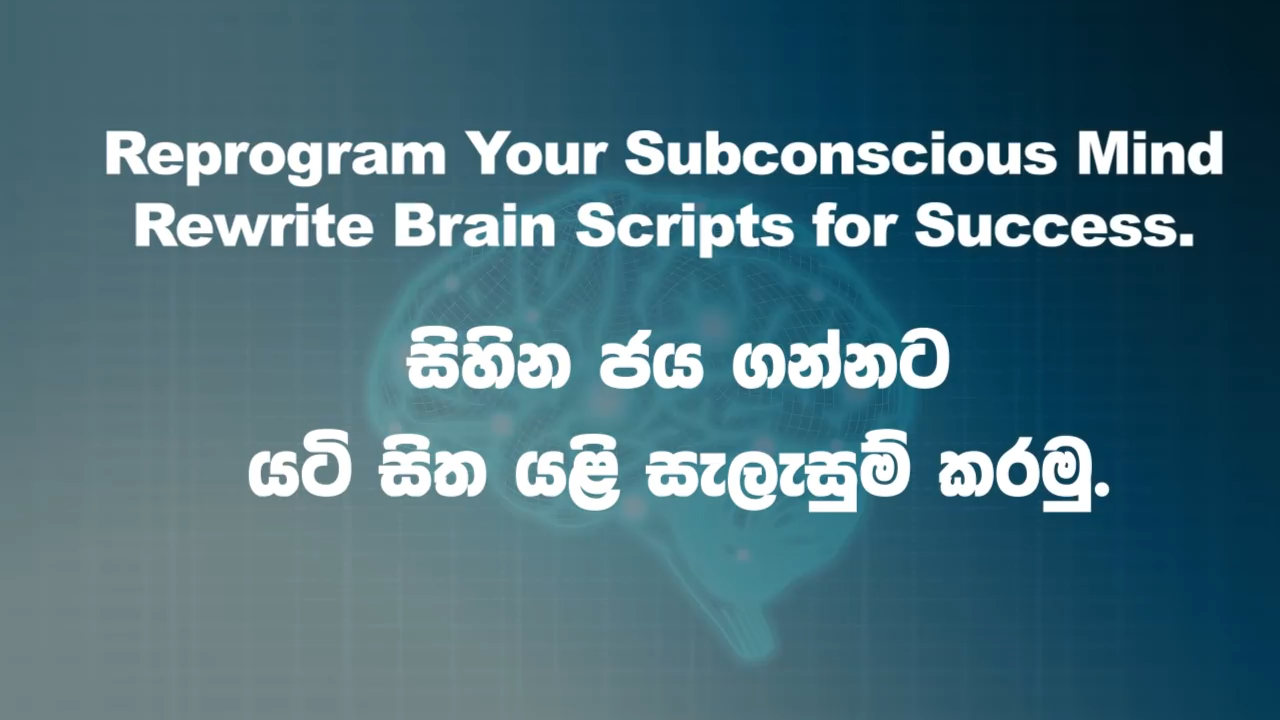 Reprogram Your Subconscious Mind
Rewrite Brain Scripts for Success.
සිහින ජය ගන්නට
යටි සිත යළි සැලැසුම් කරමු.